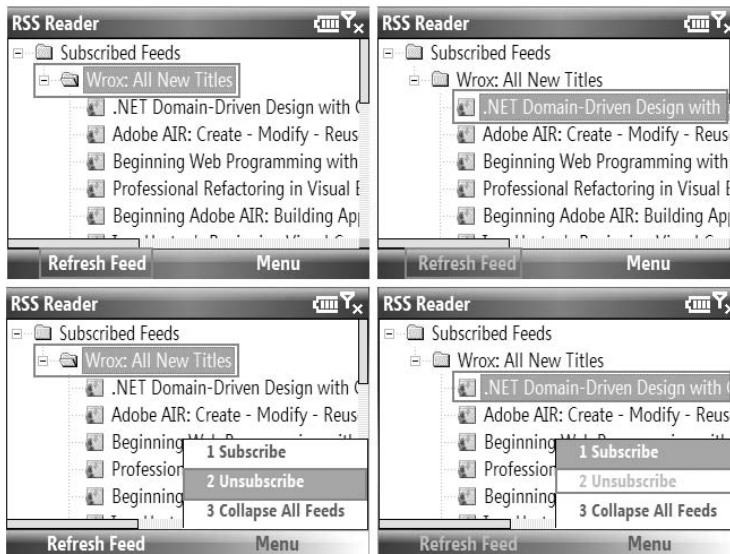 RSS Reader
Subscribed Feeds
Wrox: All New Titles
.NET Domain-Driven Design with
Adobe AIR: Create - Modify - Reus
Beginning Web Programming with
Professional Refactoring in Visual
Beginning Adobe AIR: Building Ap
Refresh Feed
Menu
RSS Reader
Subscribed Feeds
Wrox: All New Titles
.NET Domain-Driven Design with
Adobe AIR: Create - Modify - Reus
Beginning Web Programming with
Professional Refactoring in Visual
Beginning Adobe AIR: Building Ap
Refresh Feed
Menu
RSS Reader
Subscribed Feeds
Wrox: All New Titles
.NET Domain-Driven Design with
Adobe AIR: Create - Modify - Reus
Beginning
Profession
Beginning
1 Subscribe
2 Unsubscribe
3 Collapse All Feeds
Refresh Feed
Menu
RSS Reader
Subscribed Feeds
Wrox: All New Titles
.NET Domain-Driven Design with
Adobe AIR: Create - Modify - Reus
Beginning
Profession
Beginning
1 Subscribe
2 Unsubscribe
3 Collapse All Feeds
Refresh Feed
Menu